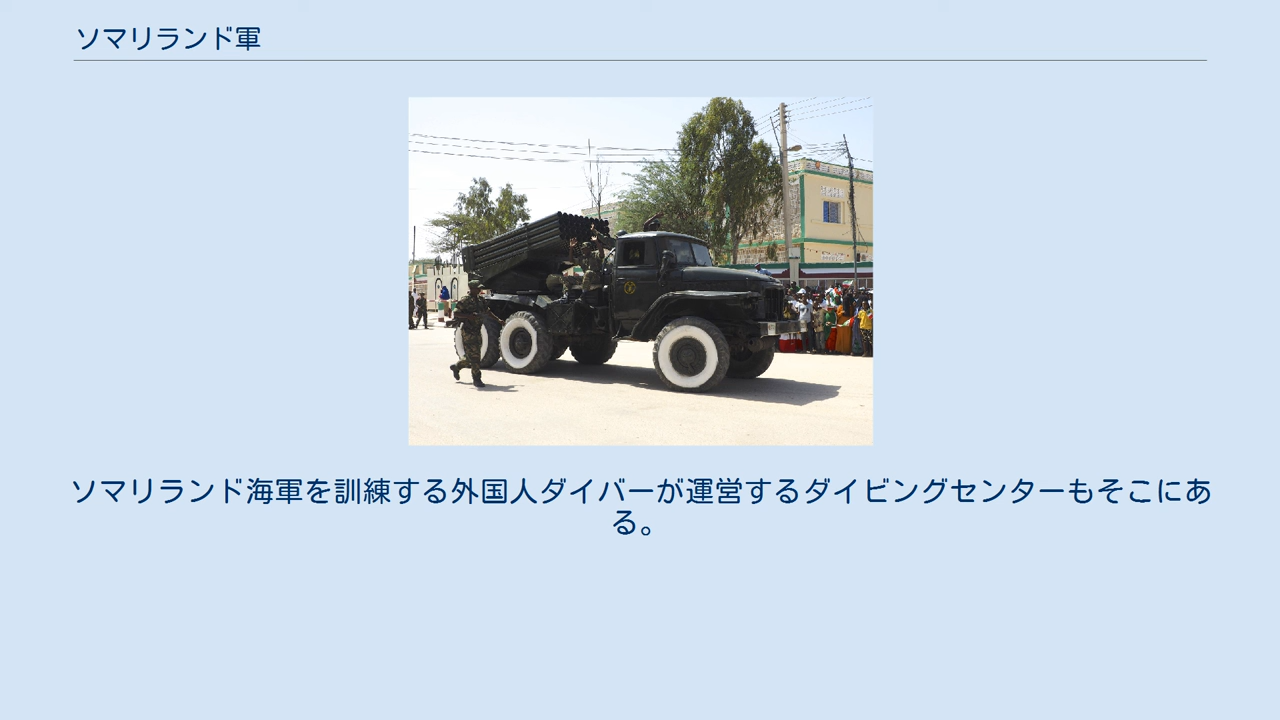 ソマリランド軍
ソマリランド海軍を訓練する外国人ダイバーが運営するダイビングセンターもそこにあ
る。